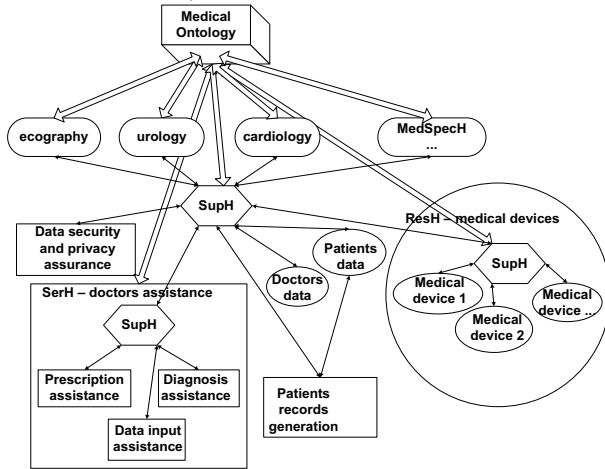 Medical
Ontology
ecography
urology
cardiology
MedSpecH
...
SupH
ResH – medical devices
Data security
and privacy
assurance
Patients
data
Doctors
data
SupH
Medical
device 1
Medical
device ...
Medical
device 2
SerH – doctors assistance
SupH
Prescription
assistance
Diagnosis
assistance
Data input
assistance
Patients
records
generation